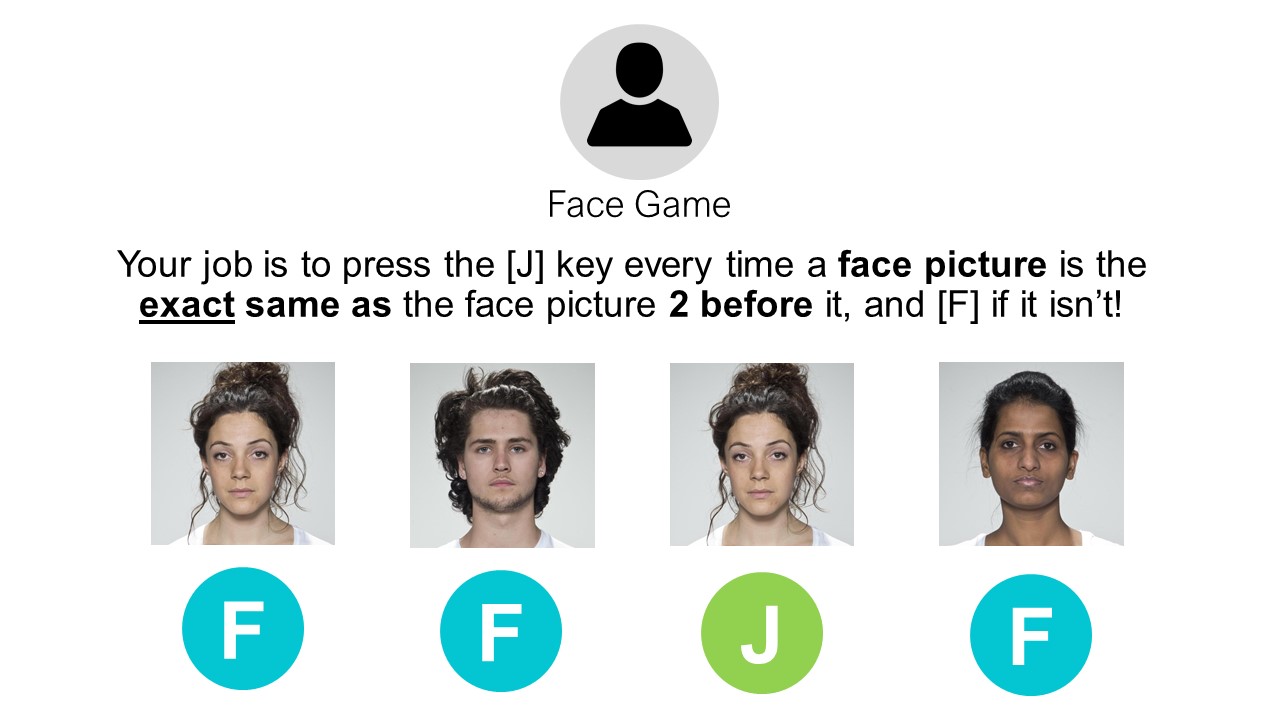 Face Game
Your job is to press the [J] key every time a face picture is the
exact same as the face picture 2 before it, and [F] if it isn’t!
F F J F